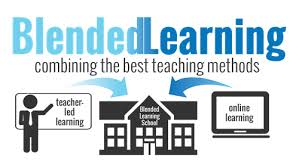 BlendedLearning
combining the best teaching methods
teacher-
led
learning
Blended
Learning
School
online
learning